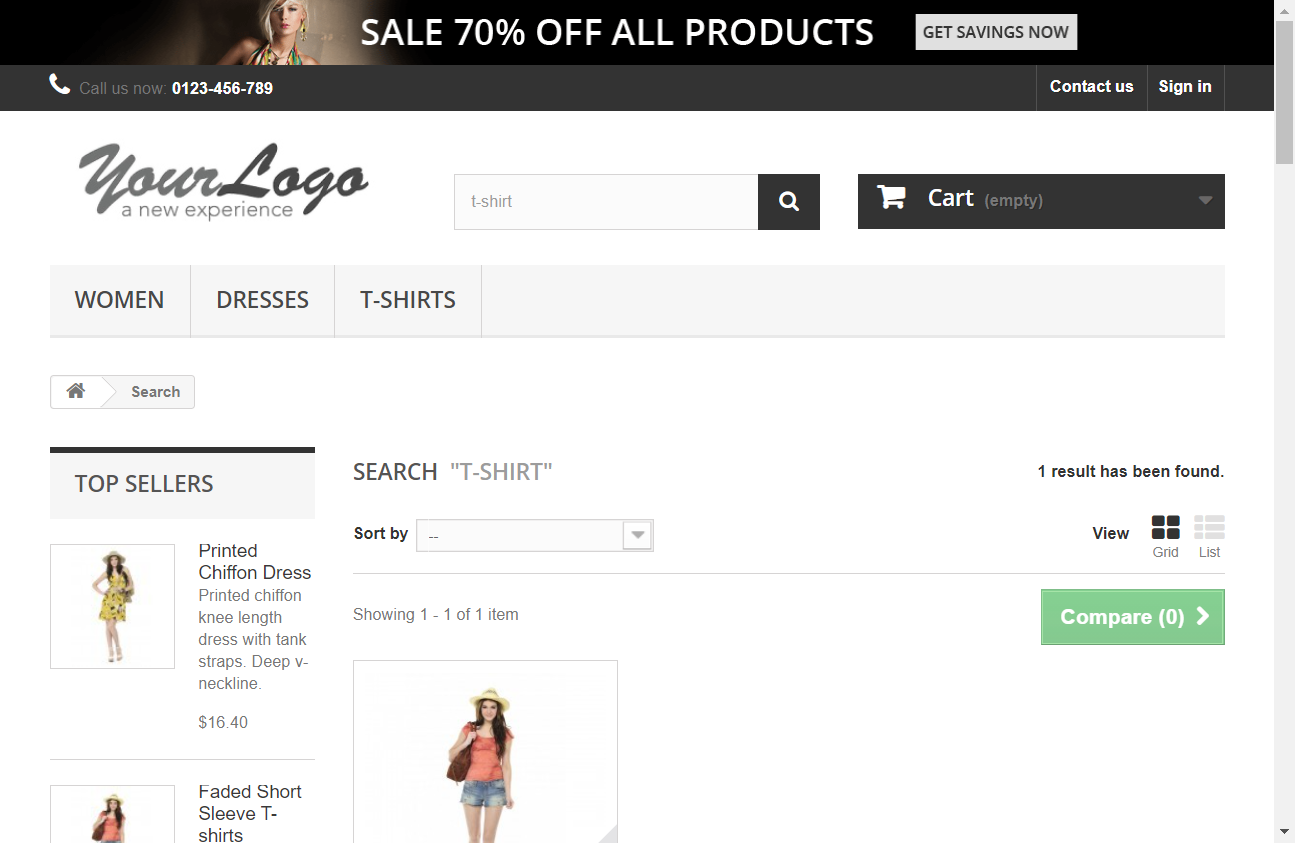 SALE 70% OFF ALL PRODUCTS
GET SAVINGS NOW
Call us now: 0123-456-789
Contact us
Sign in
YourLogo
a new experience
t-shirt
Cart (empty)
WOMEN
DRESSES
T-SHIRTS
Search
TOP SELLERS
Printed
Chiffon Dress
Printed chiffon
knee length
dress with tank
straps. Deep v-
neckline.
$16.40
Faded Short
Sleeve T-
shirts
SEARCH "T-SHIRT"
1 result has been found.
Sort by
--
View
Grid
List
Showing 1 - 1 of 1 item
Compare (0)